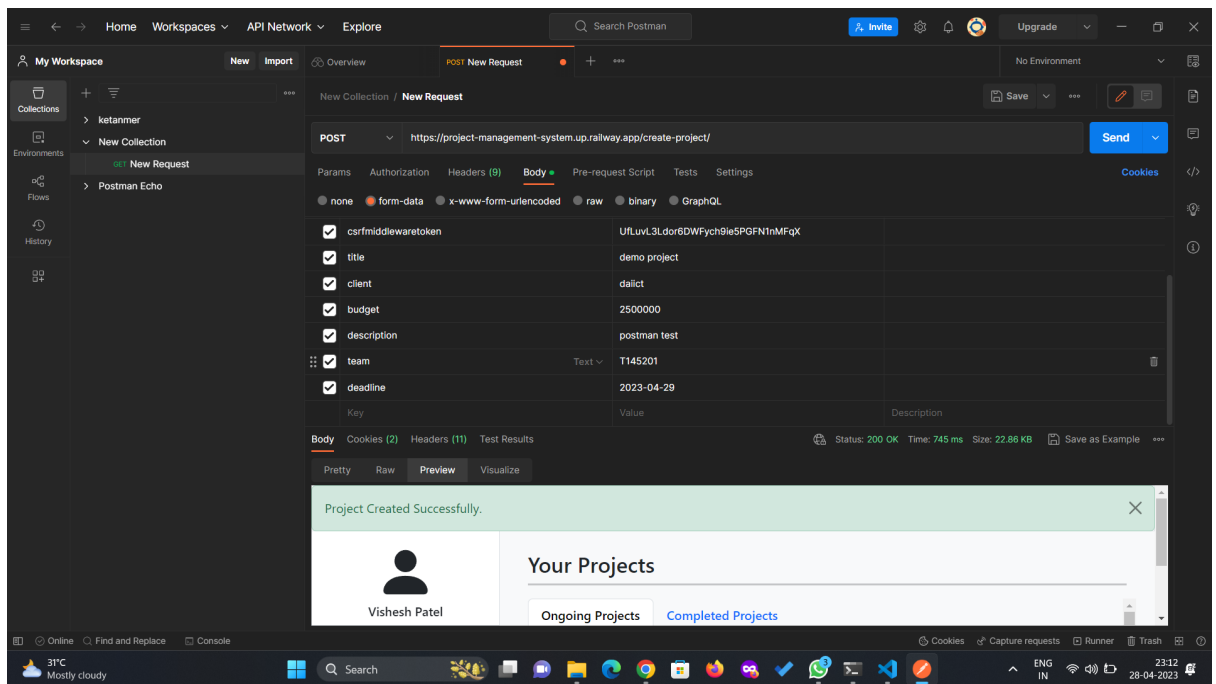 Home Workspaces API Network Explore Search Postman Invite Upgrade
My Workspace New Import Overview POST New Request No Environment
Collections
Environments
Flows
History
ketanmer
New Collection
GET New Request
Postman Echo
New Collection / New Request Save
POST https://project-management-system.up.railway.app/create-project/ Send
Params Authorization Headers (9) Body Pre-request Script Tests Settings Cookies
none form-data x-www-form-urlencoded raw binary GraphQL
csrfmiddlewaretoken UfLuvL3Ldor6DWFych9ie5PGFN1nMFqX
title demo project
client daiict
budget 2500000
description postman test
team Text T145201
deadline 2023-04-29
Key Value Description
Body Cookies (2) Headers (11) Test Results Status: 200 OK Time: 745 ms Size: 22.86 KB Save as Example
Pretty Raw Preview Visualize
Project Created Successfully.
Vishesh Patel
Your Projects
Ongoing Projects Completed Projects
Online Find and Replace Console Cookies Capture requests Runner Trash
31°C
Mostly cloudy
Search
ENG
IN
23:12
28-04-2023